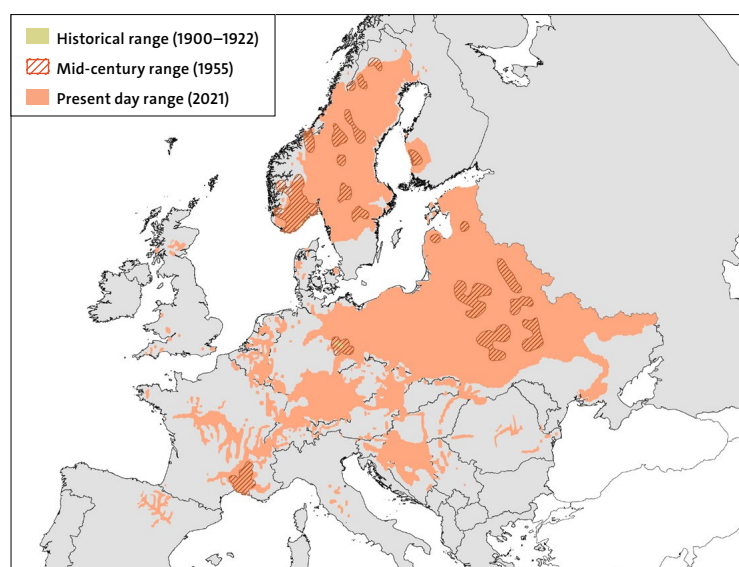 Historical range (1900–1922)
Mid-century range (1955)
Present day range (2021)